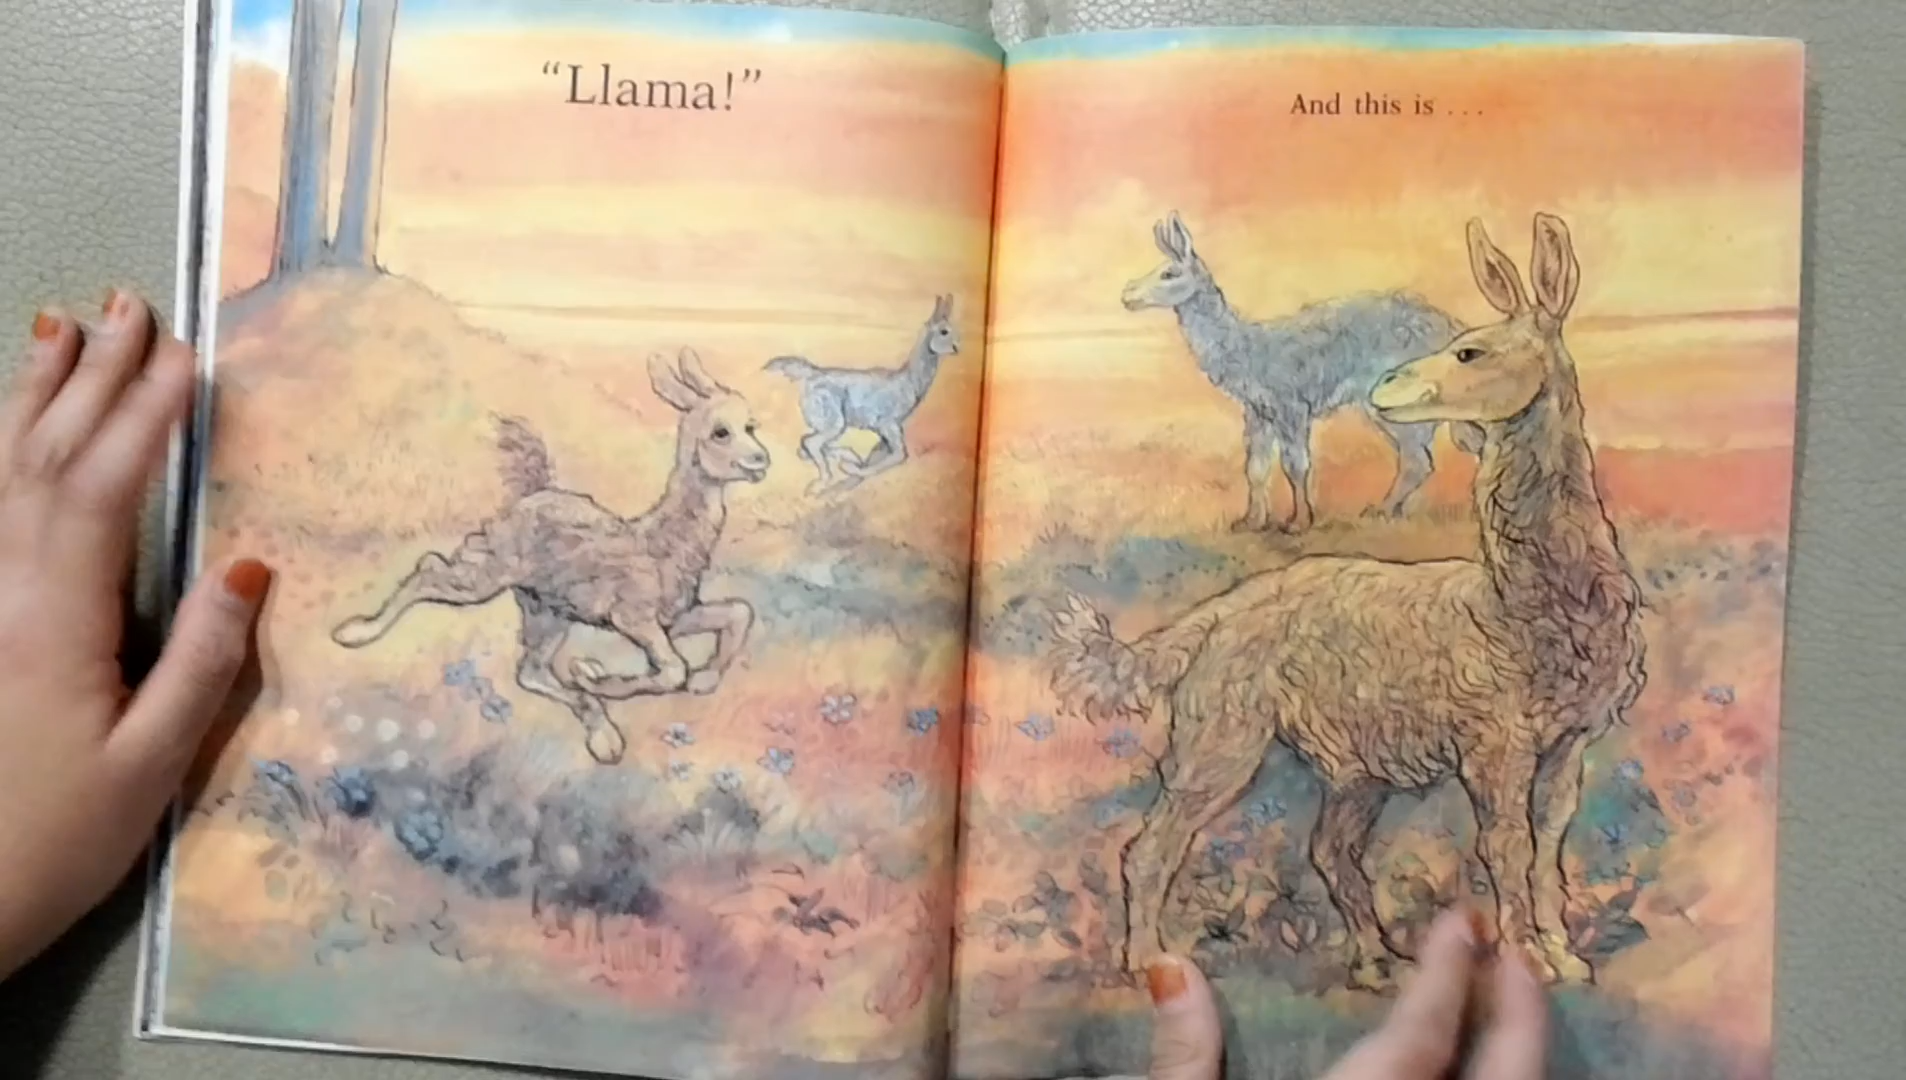 “Llama!”
And this is . . .